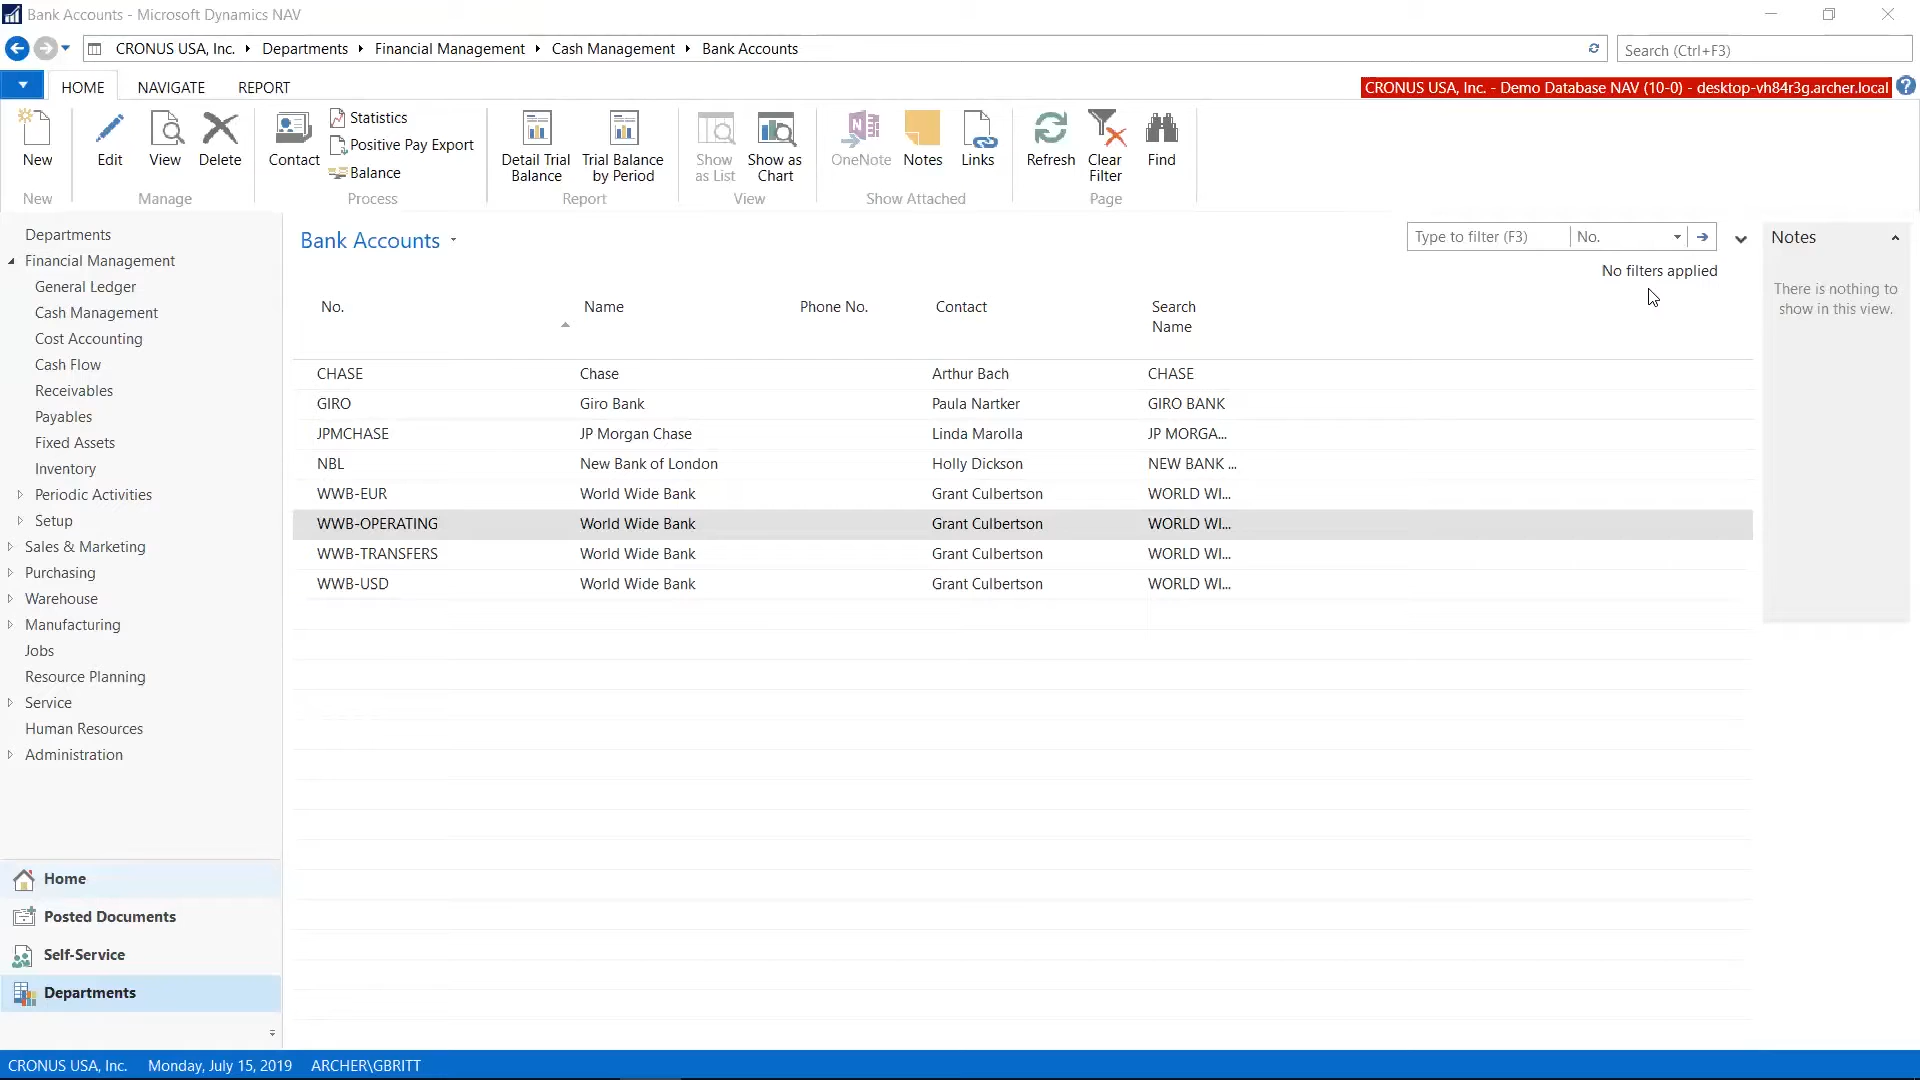 Bank Accounts - Microsoft Dynamics NAV
CRONUS USA, Inc. Departments Financial Management Cash Management Bank Accounts
Search (Ctrl+F3)
HOME NAVIGATE REPORT
CRONUS USA, Inc. - Demo Database NAV (10-0) - desktop-vh84r3g.archer.local
New
Edit
View
Delete
Contact
Statistics
Positive Pay Export
Balance
Detail Trial
Balance
Trial Balance
by Period
Show
as List
Show as
Chart
OneNote
Notes
Links
Refresh
Clear
Filter
Find
New Manage Process Report View Show Attached Page
Departments
Financial Management
General Ledger
Cash Management
Cost Accounting
Cash Flow
Receivables
Payables
Fixed Assets
Inventory
Periodic Activities
Setup
Sales & Marketing
Purchasing
Warehouse
Manufacturing
Jobs
Resource Planning
Service
Human Resources
Administration
Home
Posted Documents
Self-Service
Departments
Bank Accounts
Type to filter (F3) No.
No filters applied
No. Name Phone No. Contact Search
Name
CHASE Chase Arthur Bach CHASE
GIRO Giro Bank Paula Nartker GIRO BANK
JPMCHASE JP Morgan Chase Linda Marolla JP MORGA...
NBL New Bank of London Holly Dickson NEW BANK ...
WWB-EUR World Wide Bank Grant Culbertson WORLD WI...
WWB-OPERATING World Wide Bank Grant Culbertson WORLD WI...
WWB-TRANSFERS World Wide Bank Grant Culbertson WORLD WI...
WWB-USD World Wide Bank Grant Culbertson WORLD WI...
Notes
There is nothing to
show in this view.
CRONUS USA, Inc. Monday, July 15, 2019 ARCHER\GBRITT